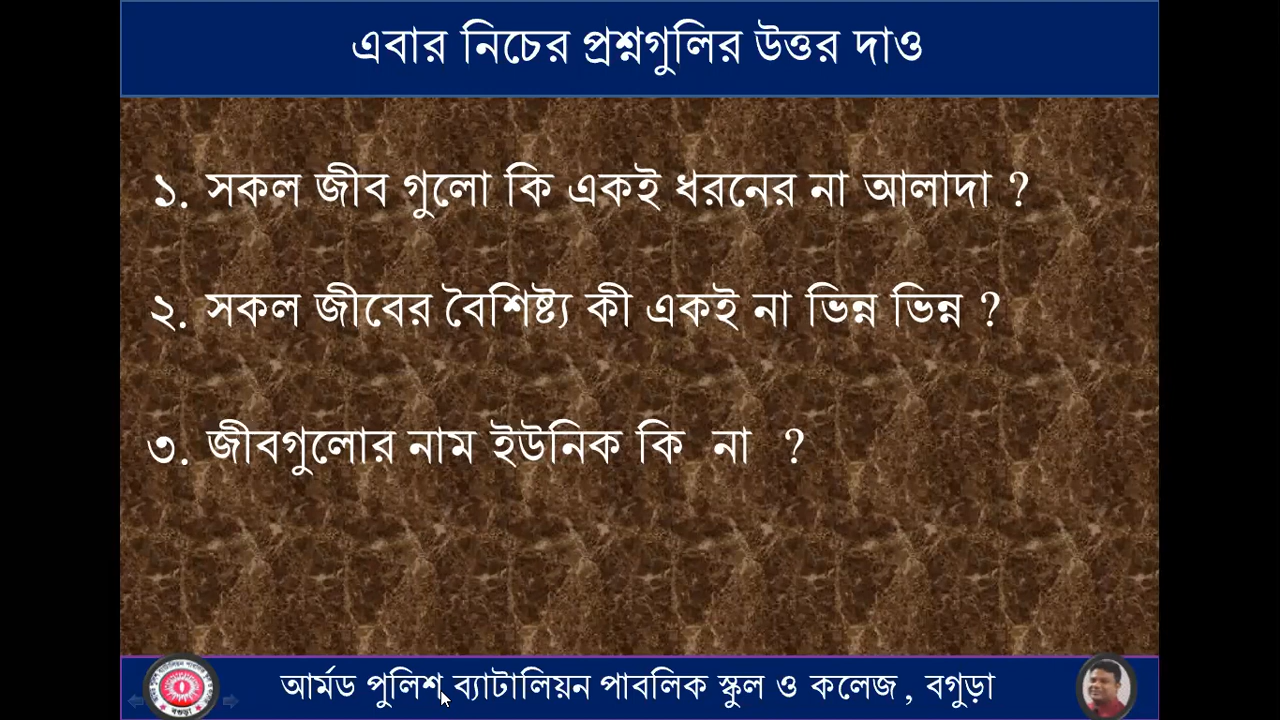 এবার নিচের প্রশ্নগুলির উত্তর দাও
১. সকল জীব গুলো কি একই ধরনের না আলাদা ?
২. সকল জীবের বৈশিষ্ট্য কী একই না ভিন্ন ভিন্ন ?
৩. জীবগুলোর নাম ইউনিক কি না ?
আর্মড পুলিশ ব্যাটালিয়ন পাবলিক স্কুল ও কলেজ, বগুড়া
বগুড়া